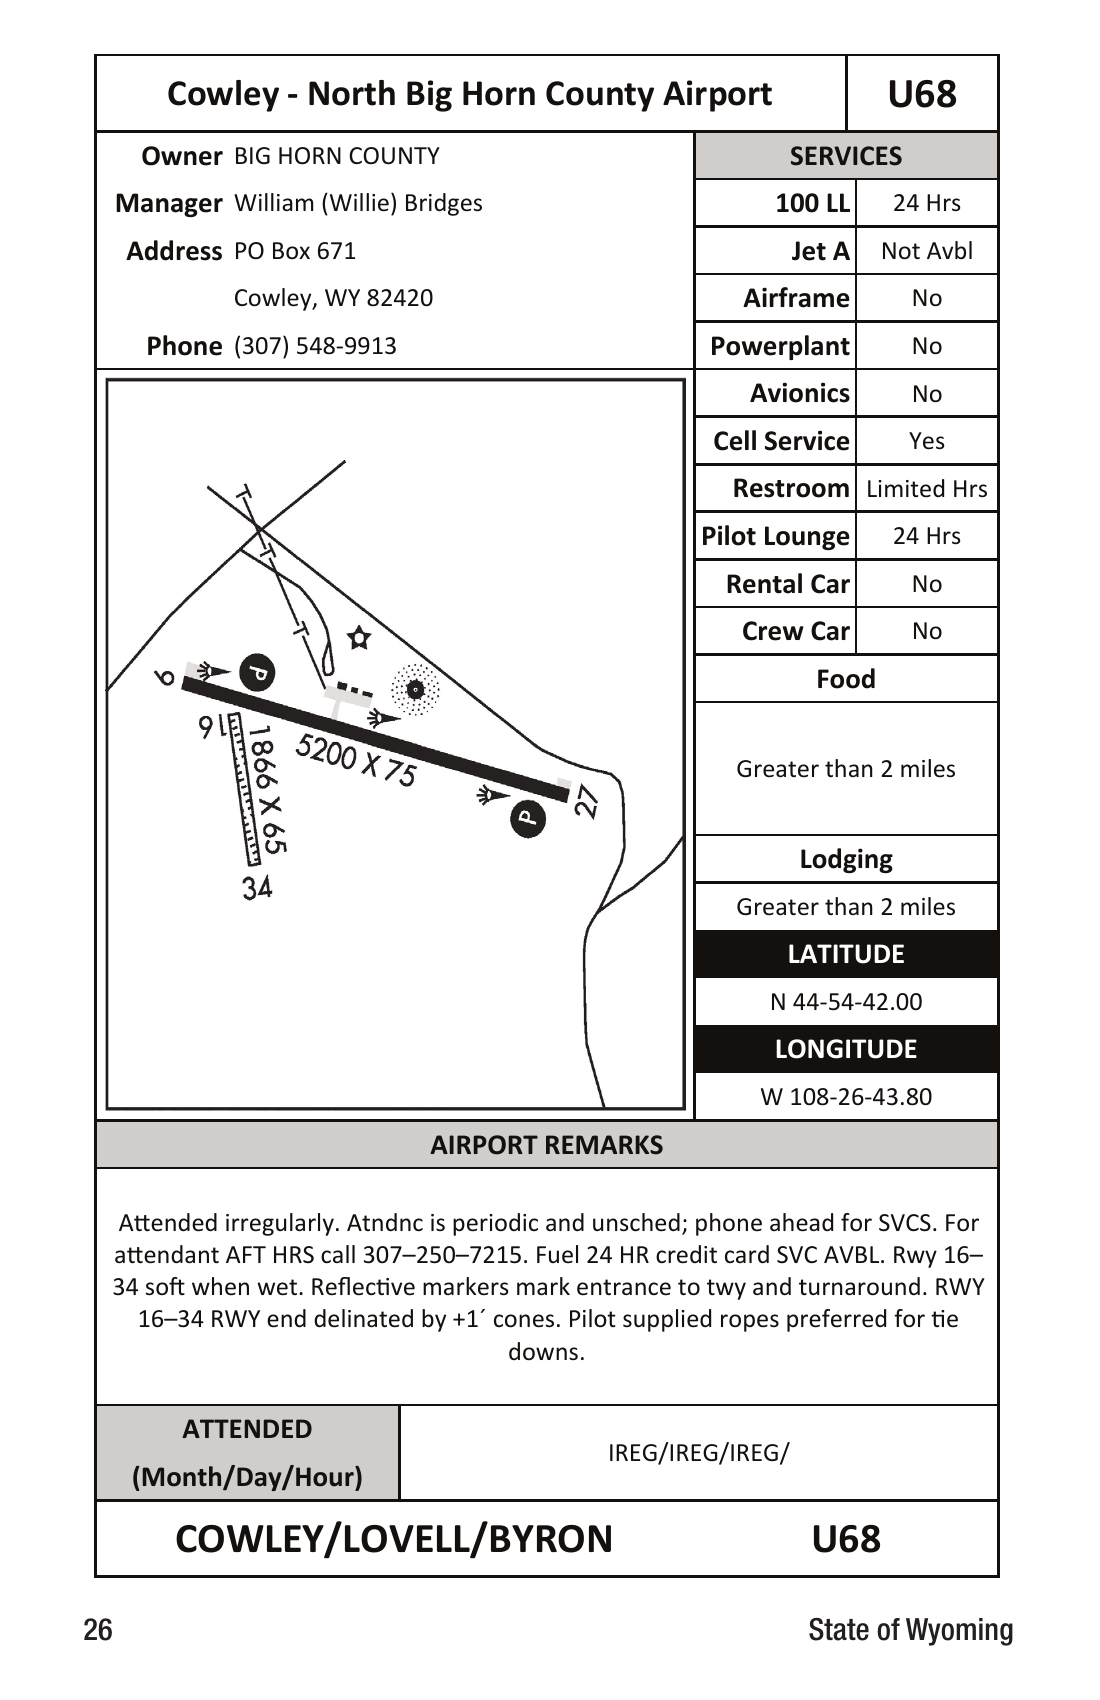 Cowley - North Big Horn County Airport
U68
Owner BIG HORN COUNTY
Manager William (Willie) Bridges
Address PO Box 671
Cowley, WY 82420
Phone (307) 548-9913
SERVICES
100 LL 24 Hrs
Jet A Not Avbl
Airframe No
Powerplant No
Avionics No
Cell Service Yes
Restroom Limited Hrs
Pilot Lounge 24 Hrs
Rental Car No
Crew Car No
Food
Greater than 2 miles
Lodging
Greater than 2 miles
LATITUDE
N 44-54-42.00
LONGITUDE
W 108-26-43.80
T
T
T
9
P
16
1866 X 65
5200 X 75
27
P
34
AIRPORT REMARKS
Attended irregularly. Atndnc is periodic and unsched; phone ahead for SVCS. For
attendant AFT HRS call 307–250–7215. Fuel 24 HR credit card SVC AVBL. Rwy 16–
34 soft when wet. Reflective markers mark entrance to twy and turnaround. RWY
16–34 RWY end delinated by +1´ cones. Pilot supplied ropes preferred for tie
downs.
ATTENDED
(Month/Day/Hour)
IREG/IREG/IREG/
COWLEY/LOVELL/BYRON U68
26
State of Wyoming